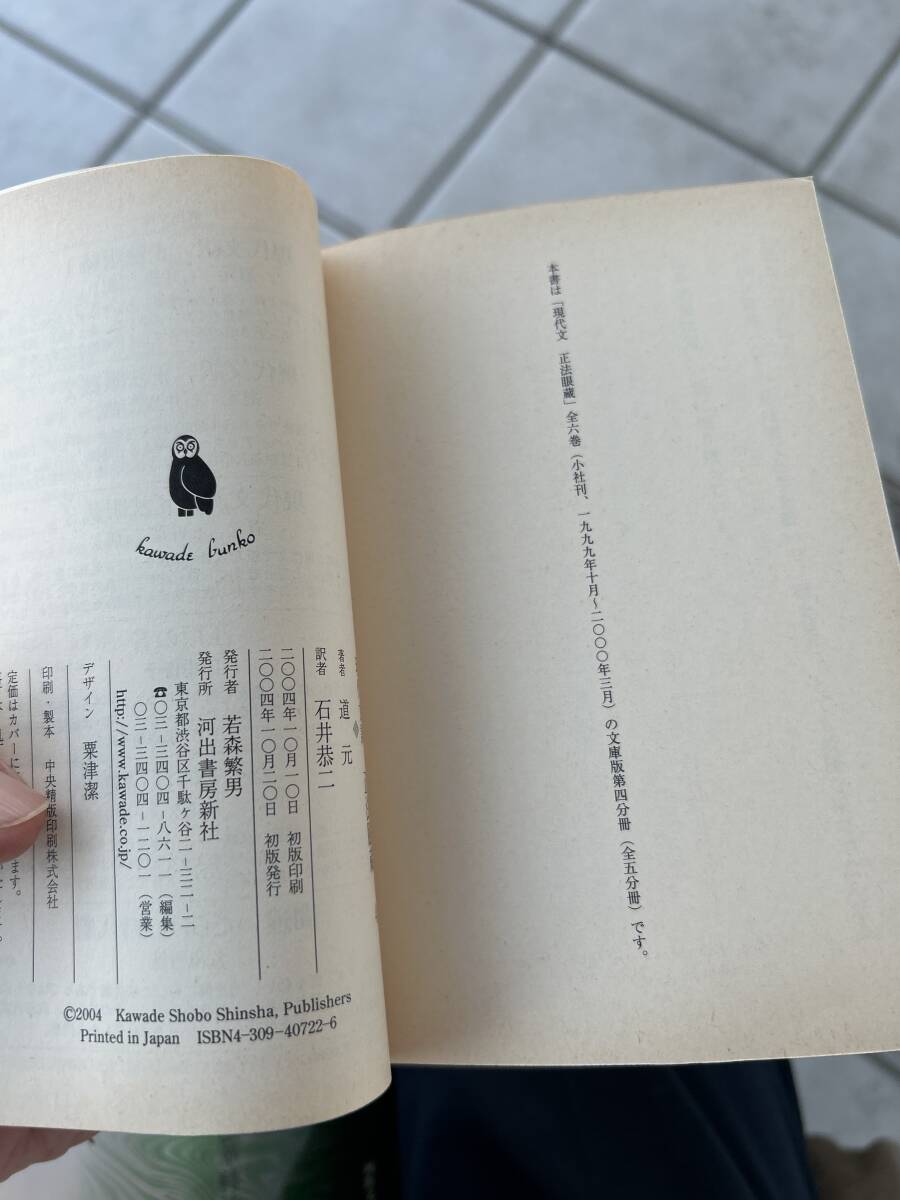 本書は「現代文　正法眼蔵」全六巻（小社刊、一九九九年十月～二〇〇〇年三月）の文庫版第四分冊（全五分冊）です。
kawade bunko
著者　道元
訳者　石井恭二
二〇〇四年一〇月一〇日　初版印刷
二〇〇四年一〇月二〇日　初版発行
発行者　若森繁男
発行所　河出書房新社
東京都渋谷区千駄ヶ谷二－三二－二
☎〇三－三四〇四－八六一一（編集）
〇三－三四〇四－一二〇一（営業）
http://www.kawade.co.jp/
デザイン　粟津潔
印刷・製本　中央精版印刷株式会社
定価はカバーに
ます。
©2004　Kawade Shobo Shinsha, Publishers
Printed in Japan　ISBN4-309-40722-6